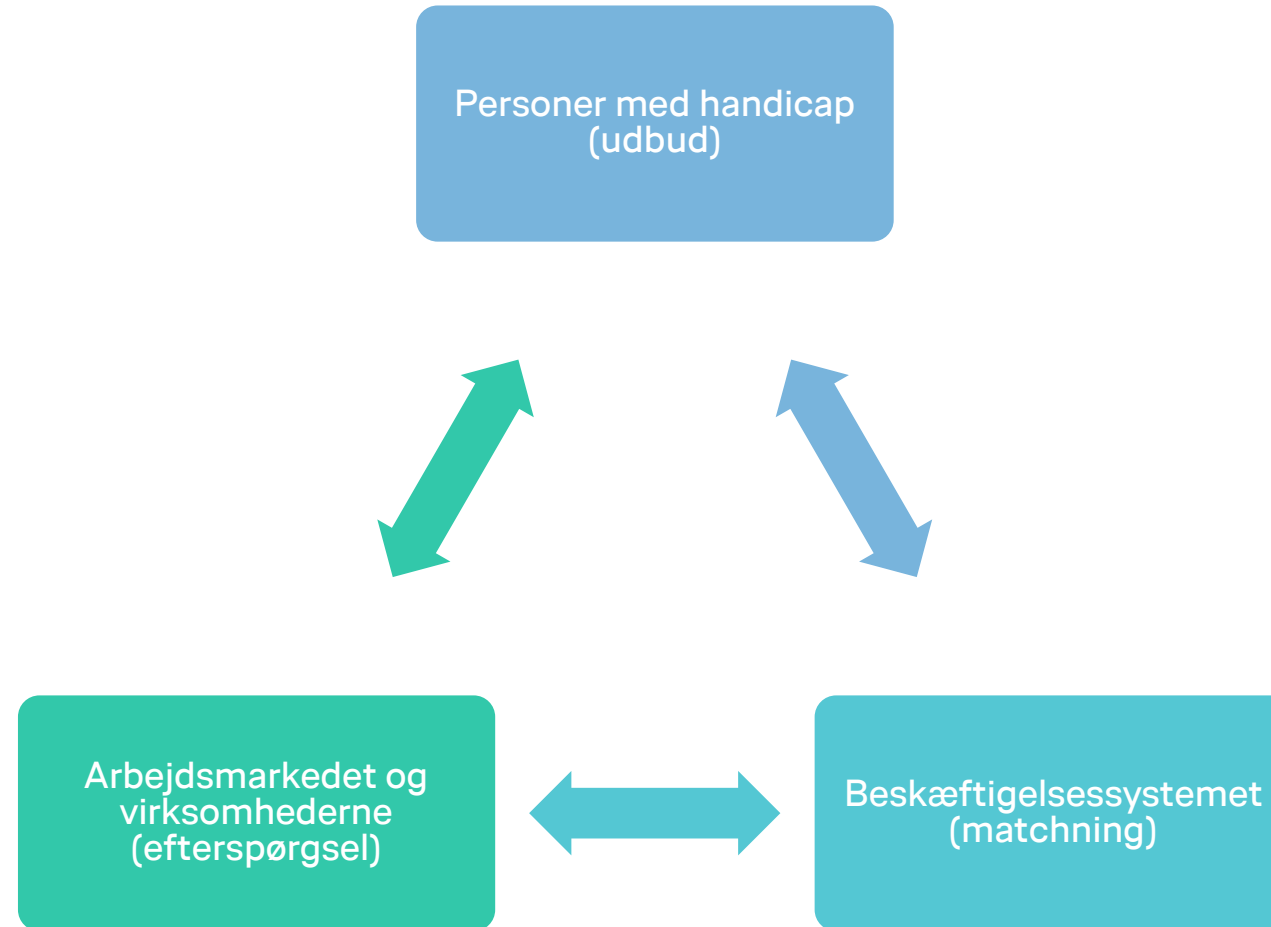 Personer med handicap
(udbud)
Arbejdsmarkedet og
virksomhederne
(efterspørgsel)
Beskæftigelsessystemet
(matchning)